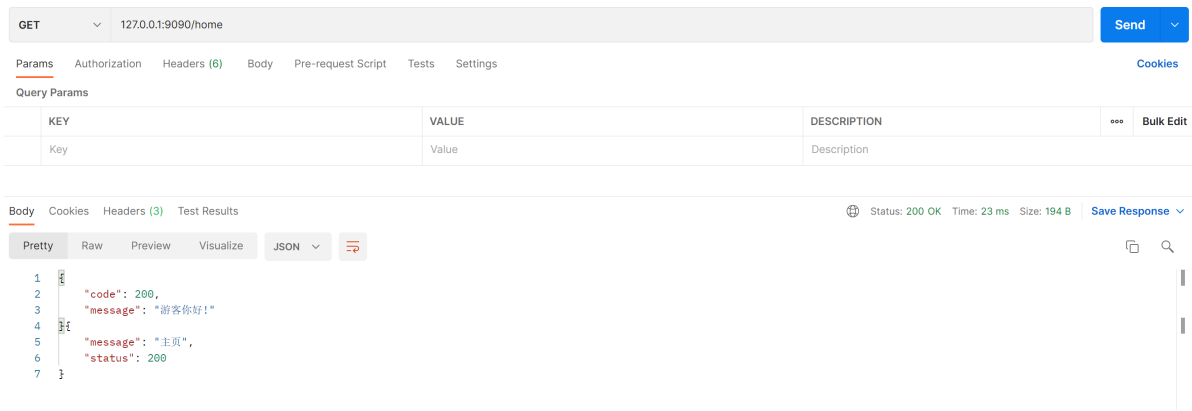 GET 127.0.0.1:9090/home Send
Params Authorization Headers (6) Body Pre-request Script Tests Settings Cookies
Query Params
KEY VALUE DESCRIPTION ooo Bulk Edit
Key Value Description
Body Cookies Headers (3) Test Results Status: 200 OK Time: 23 ms Size: 194 B Save Response
Pretty Raw Preview Visualize JSON
1 {
2 "code": 200,
3 "message": "游客你好!"
4 }{
5 "message": "主页",
6 "status": 200
7 }